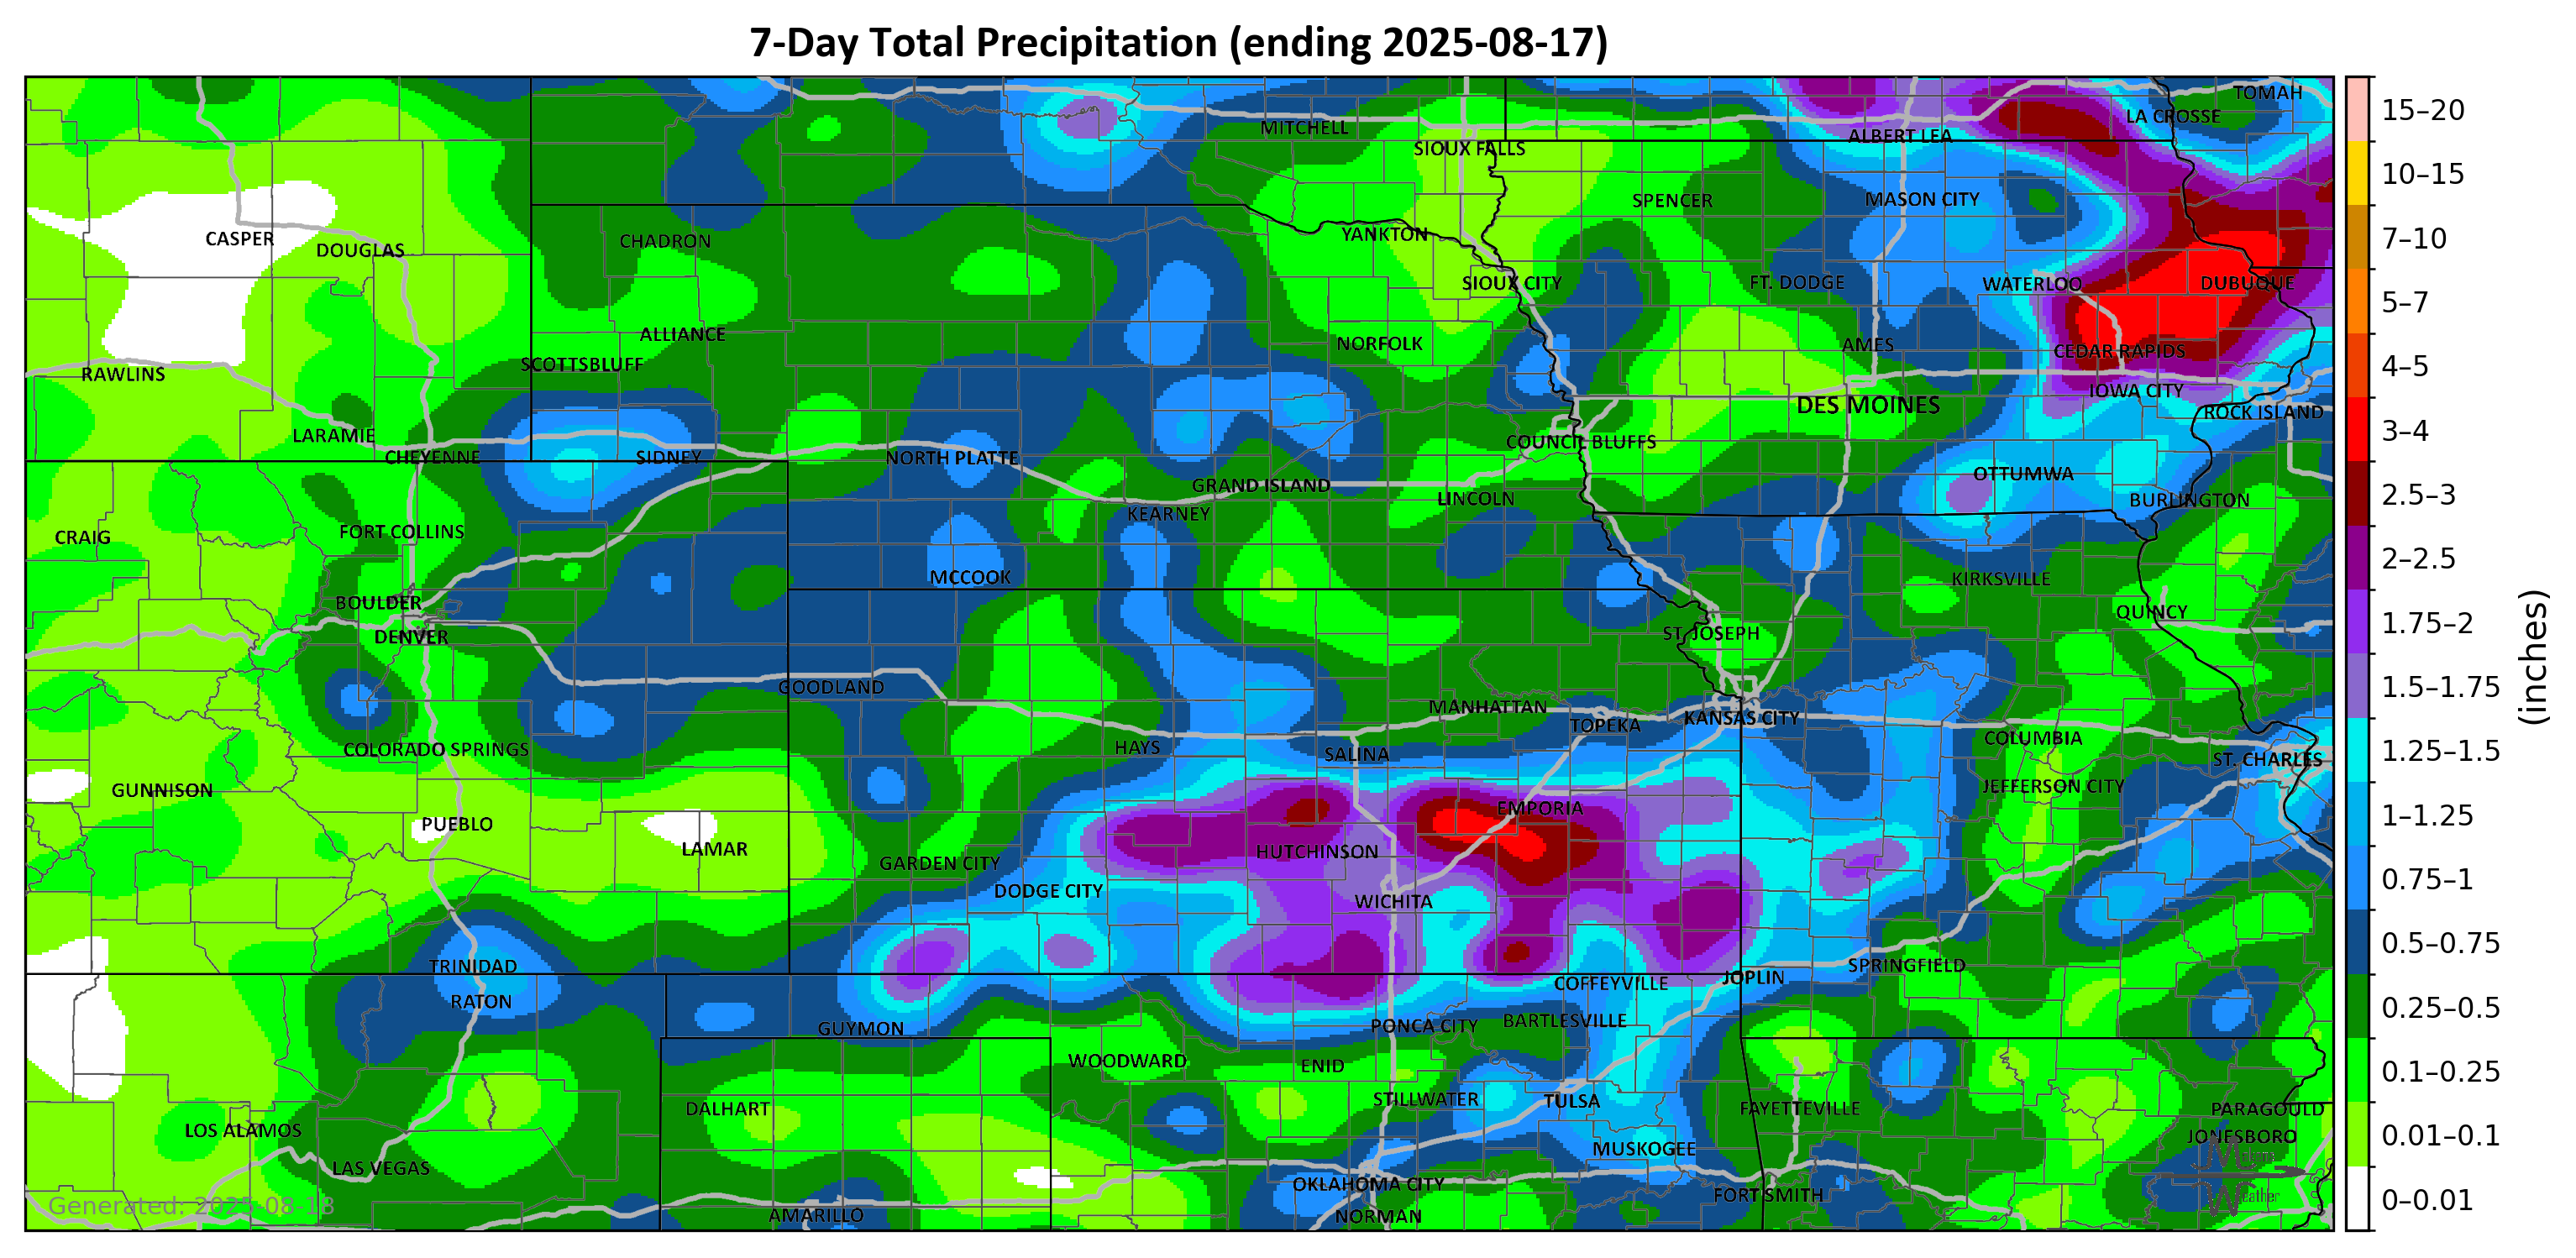 7-Day Total Precipitation (ending 2025-08-17)
TOMAH
LA CROSSE
MITCHELL
ALBERT LEA
SIOUX FALLS
SPENCER
MASON CITY
YANKTON
CASPER
CHADRON
DOUGLAS
SIOUX CITY
FT. DODGE
WATERLOO
DUBUQUE
ALLIANCE
NORFOLK
AMES
CEDAR RAPIDS
SCOTTSBLUFF
RAWLINS
IOWA CITY
DES MOINES
ROCK ISLAND
LARAMIE
COUNCIL BLUFFS
CHEYENNE
SIDNEY
NORTH PLATTE
OTTUMWA
GRAND ISLAND
LINCOLN
BURLINGTON
KEARNEY
FORT COLLINS
CRAIG
MCCOOK
KIRKSVILLE
BOULDER
QUINCY
DENVER
ST. JOSEPH
GOODLAND
MANHATTAN
KANSAS CITY
TOPEKA
COLUMBIA
COLORADO SPRINGS
HAYS
SALINA
ST. CHARLES
GUNNISON
JEFFERSON CITY
EMPORIA
PUEBLO
LAMAR
HUTCHINSON
GARDEN CITY
DODGE CITY
WICHITA
TRINIDAD
SPRINGFIELD
JOPLIN
COFFEYVILLE
RATON
GUYMON
PONCA CITY
BARTLESVILLE
WOODWARD
ENID
STILLWATER
TULSA
DALHART
FAYETTEVILLE
PARAGOULD
LOS ALAMOS
JONESBORO
MUSKOGEE
LAS VEGAS
OKLAHOMA CITY
FORT SMITH
AMARILLO
NORMAN
Generated: 2025-08-18
15–20
10–15
7–10
5–7
4–5
3–4
2.5–3
2–2.5
1.75–2
1.5–1.75
1.25–1.5
1–1.25
0.75–1
0.5–0.75
0.25–0.5
0.1–0.25
0.01–0.1
0–0.01
(inches)